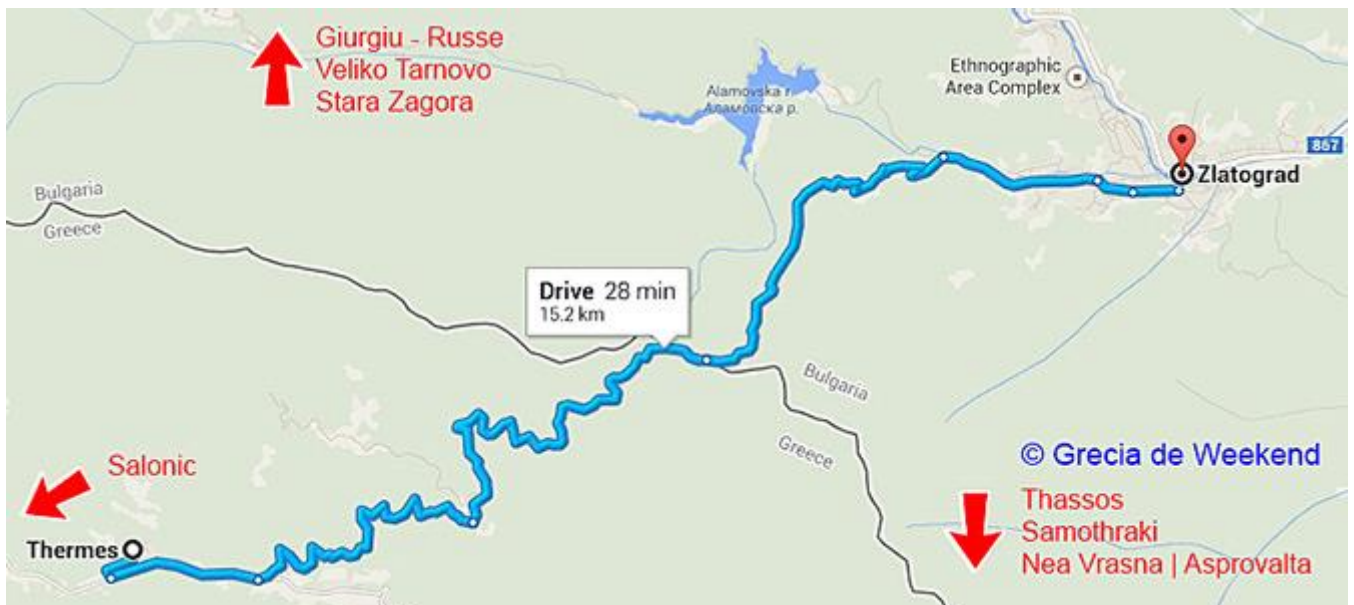 Giurgiu - Russe
Veliko Tarnovo
Stara Zagora
Ethnographic
Area Complex
Alamovska r.
Аламовска р.
867
Zlatograd
Bulgaria
Greece
Drive 28 min
15.2 km
Bulgaria
Greece
© Grecia de Weekend
Salonic
Thassos
Samothraki
Nea Vrasna | Asprovalta
Thermes